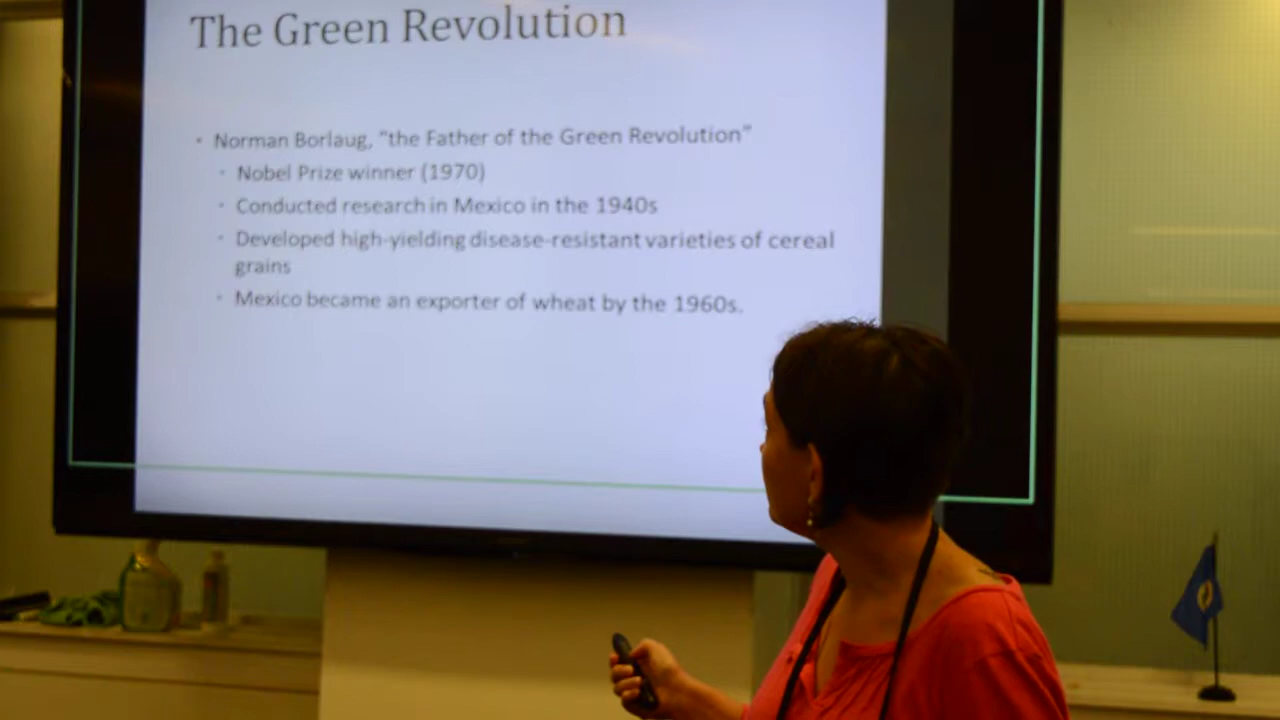 The Green Revolution
• Norman Borlaug, “the Father of the Green Revolution”
• Nobel Prize winner (1970)
• Conducted research in Mexico in the 1940s
• Developed high-yielding disease-resistant varieties of cereal
grains
• Mexico became an exporter of wheat by the 1960s.